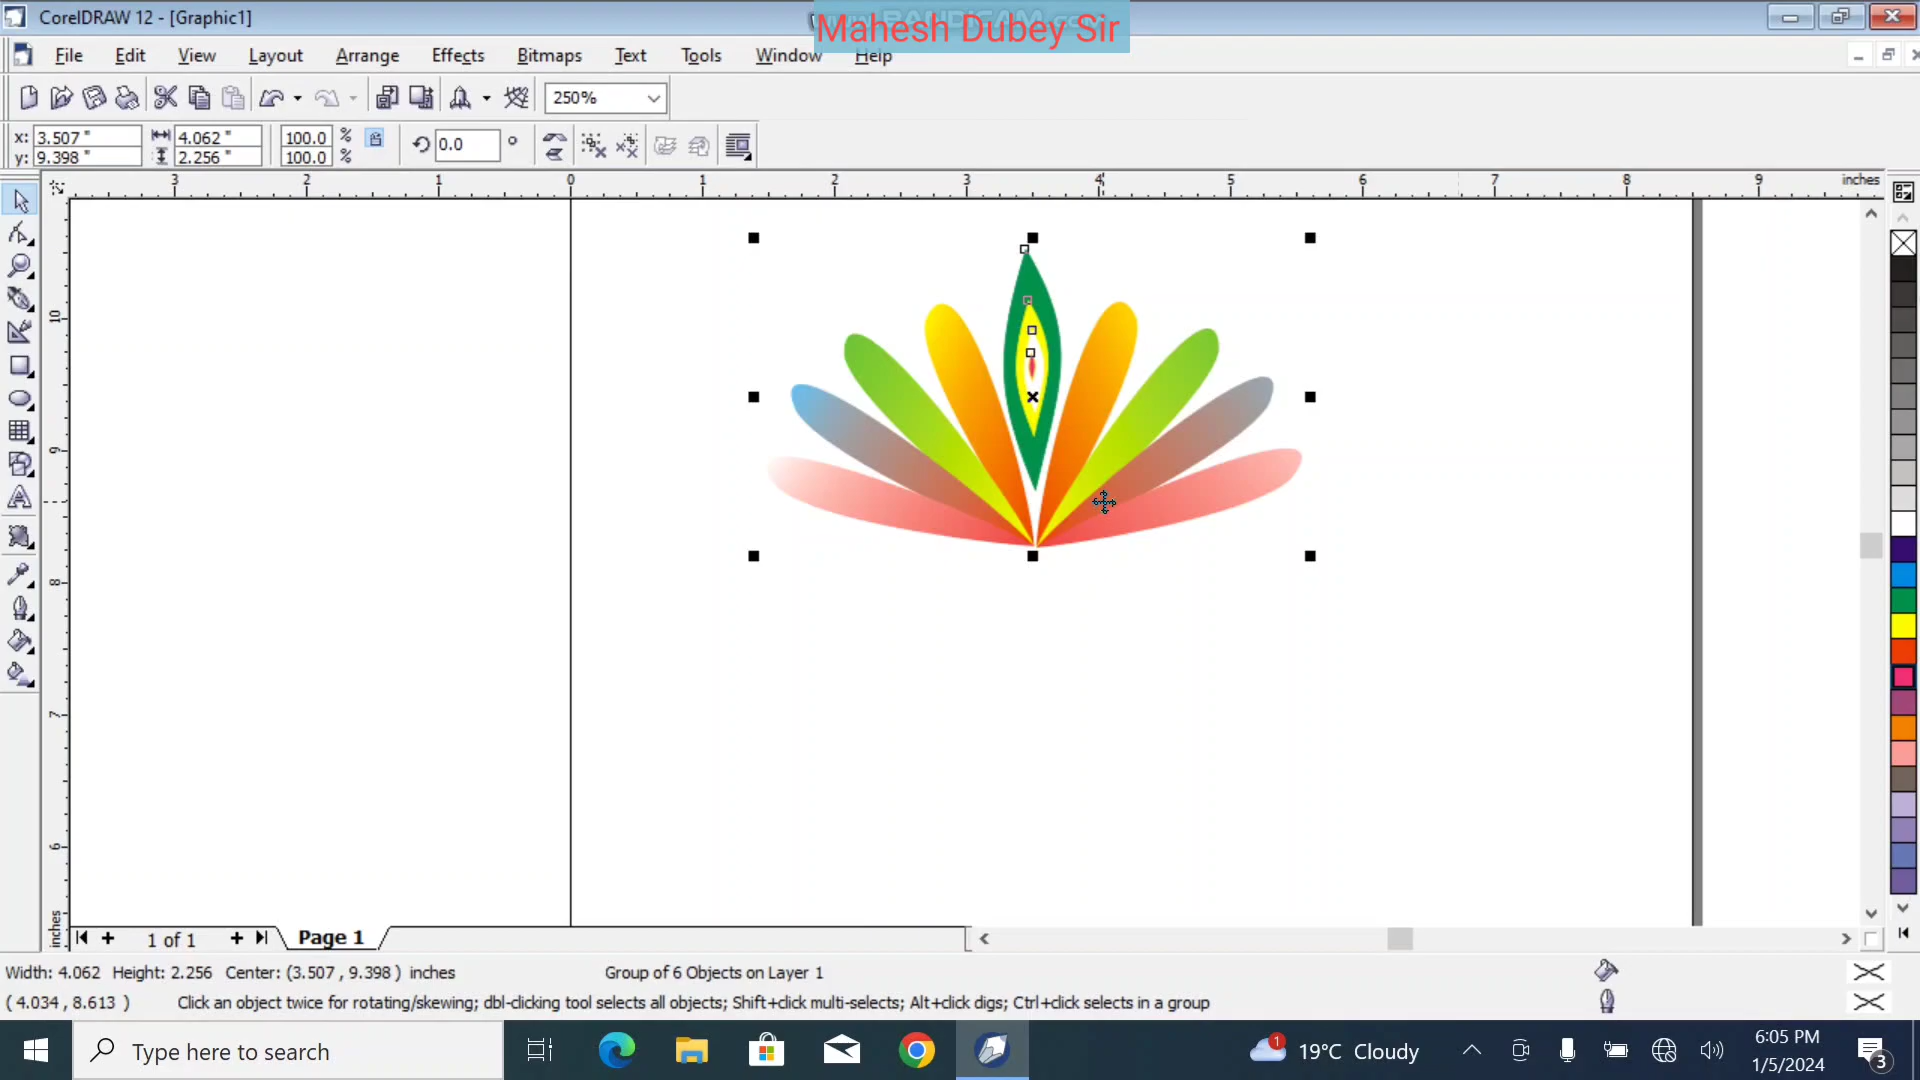 CorelDRAW 12 - [Graphic1]
Mahesh Dubey Sir
File Edit View Layout Arrange Effects Bitmaps Text Tools Window Help
250%
x: 3.507 " 4.062 " 100.0 % 0.0 °
y: 9.398 " 2.256 " 100.0 %
3 2 1 0 1 2 3 4 5 6 7 8 9 inches
10
9
8
7
6
inches
1 of 1 Page 1
Width: 4.062 Height: 2.256 Center: (3.507 , 9.398 ) inches Group of 6 Objects on Layer 1
( 4.034 , 8.613 ) Click an object twice for rotating/skewing; dbl-clicking tool selects all objects; Shift+click multi-selects; Alt+click digs; Ctrl+click selects in a group
Type here to search 1 19°C Cloudy 6:05 PM
1/5/2024 3